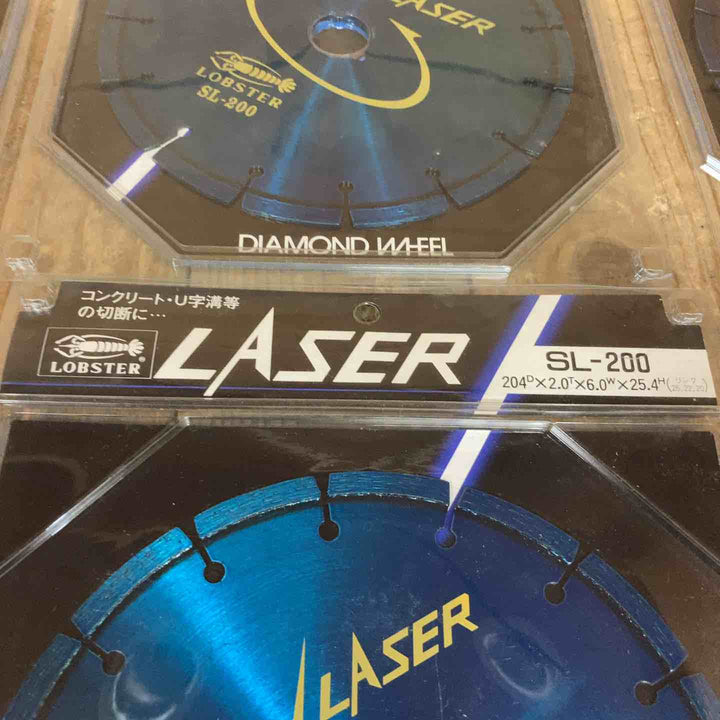 LASER
LOBSTER
SL-200
DIAMOND WHEEL
コンクリート・U字溝等
の切断に…
LOBSTER®
LASER
SL-200
204D×2.0T×6.0W×25.4H
LASER